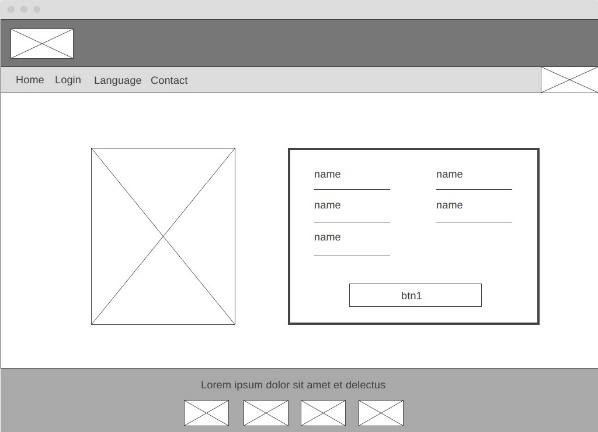 Home Login Language Contact
name name
name name
name
btn1
Lorem ipsum dolor sit amet et delectus